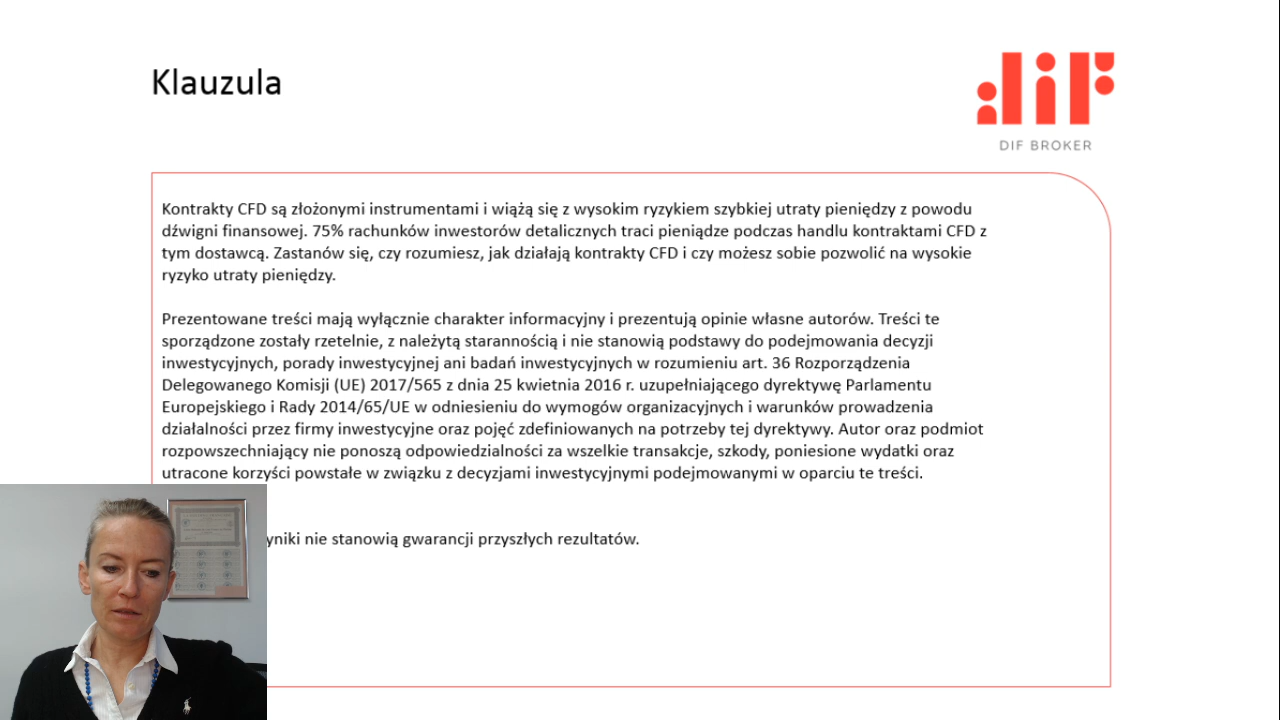 Klauzula
DIF BROKER
Kontrakty CFD są złożonymi instrumentami i wiążą się z wysokim ryzykiem szybkiej utraty pieniędzy z powodu
dźwigni finansowej. 75% rachunków inwestorów detalicznych traci pieniądze podczas handlu kontraktami CFD z
tym dostawcą. Zastanów się, czy rozumiesz, jak działają kontrakty CFD i czy możesz sobie pozwolić na wysokie
ryzyko utraty pieniędzy.
Prezentowane treści mają wyłącznie charakter informacyjny i prezentują opinie własne autorów. Treści te
sporządzone zostały rzetelnie, z należytą starannością i nie stanowią podstawy do podejmowania decyzji
inwestycyjnych, porady inwestycyjnej ani badań inwestycyjnych w rozumieniu art. 36 Rozporządzenia
Delegowanego Komisji (UE) 2017/565 z dnia 25 kwietnia 2016 r. uzupełniającego dyrektywę Parlamentu
Europejskiego i Rady 2014/65/UE w odniesieniu do wymogów organizacyjnych i warunków prowadzenia
działalności przez firmy inwestycyjne oraz pojęć zdefiniowanych na potrzeby tej dyrektywy. Autor oraz podmiot
rozpowszechniający nie ponoszą odpowiedzialności za wszelkie transakcje, szkody, poniesione wydatki oraz
utracone korzyści powstałe w związku z decyzjami inwestycyjnymi podejmowanymi w oparciu te treści.
yniki nie stanowią gwarancji przyszłych rezultatów.